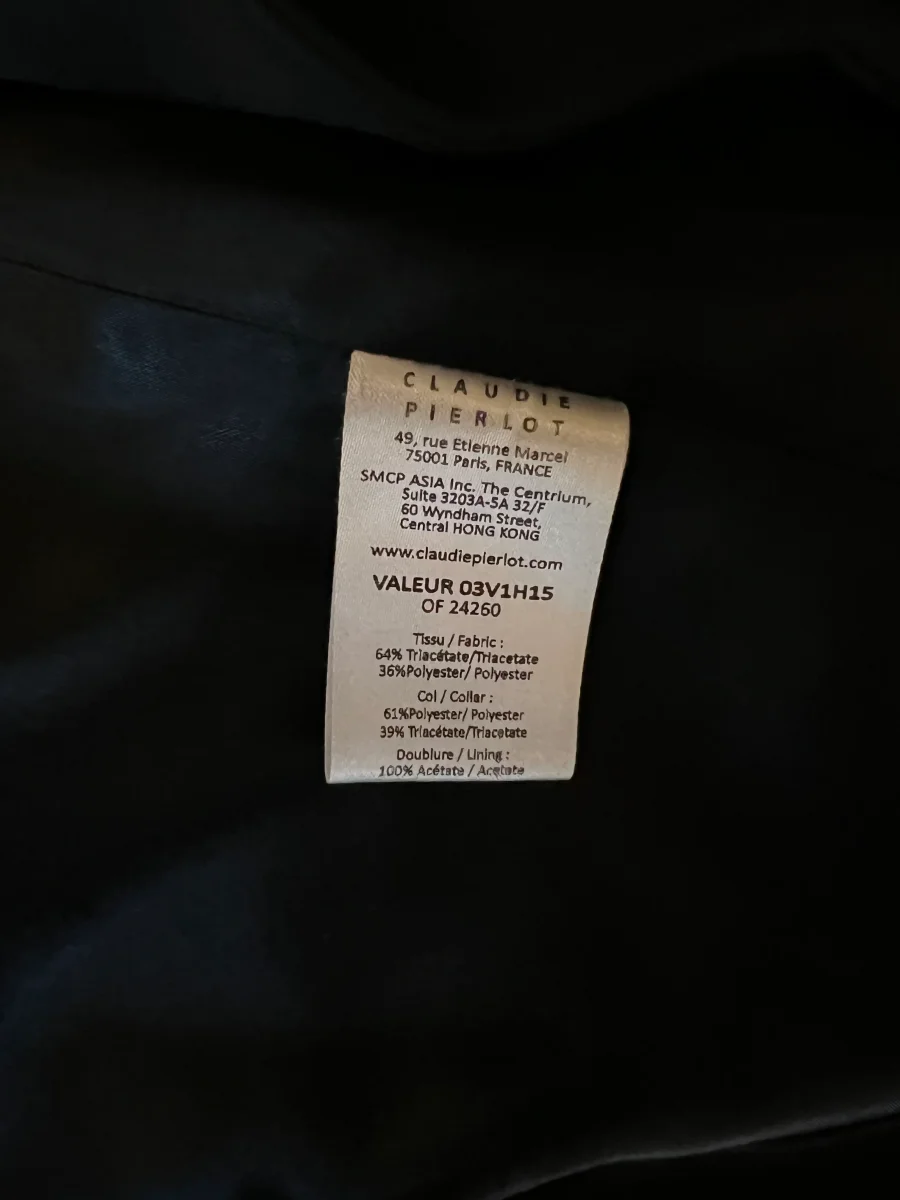 CLAUDIE
PIERLOT
49, rue Etienne Marcel
75001 Paris, FRANCE
SMCP ASIA Inc. The Centrium,
Suite 3203A-5A 32/F
60 Wyndham Street,
Central HONG KONG
www.claudiepierlot.com
VALEUR 03V1H15
OF 24260
Tissu / Fabric :
64% Triacétate/Triacetate
36%Polyester/ Polyester
Col / Collar :
61%Polyester/ Polyester
39% Triacétate/Triacetate
Doublure / Lining :
100% Acétate / Acetate